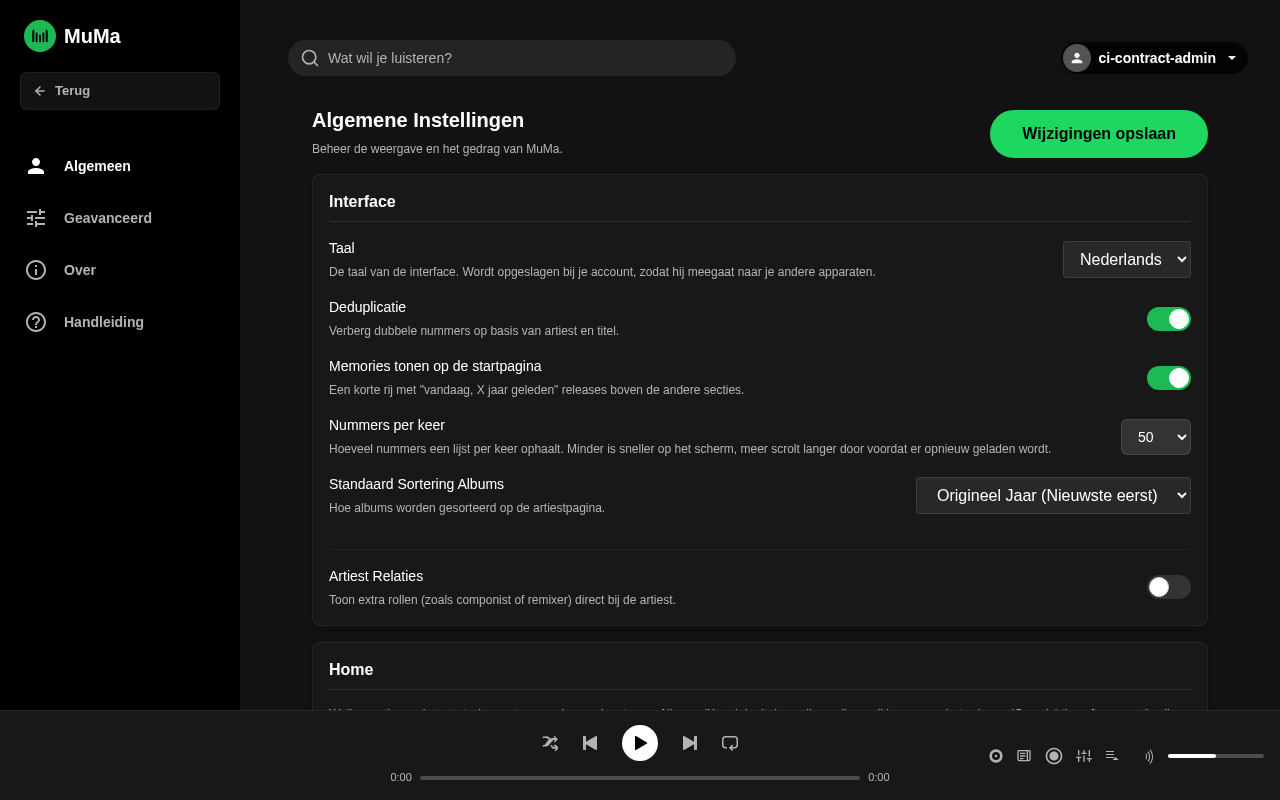 MuMa
Wat wil je luisteren?
ci-contract-admin
Terug
Algemeen
Geavanceerd
Over
Handleiding
Algemene Instellingen
Beheer de weergave en het gedrag van MuMa.
Wijzigingen opslaan
Interface
Taal
De taal van de interface. Wordt opgeslagen bij je account, zodat hij meegaat naar je andere apparaten.
Nederlands
Deduplicatie
Verberg dubbele nummers op basis van artiest en titel.
Memories tonen op de startpagina
Een korte rij met "vandaag, X jaar geleden" releases boven de andere secties.
Nummers per keer
Hoeveel nummers een lijst per keer ophaalt. Minder is sneller op het scherm, meer scrolt langer door voordat er opnieuw geladen wordt.
50
Standaard Sortering Albums
Hoe albums worden gesorteerd op de artiestpagina.
Origineel Jaar (Nieuwste eerst)
Artiest Relaties
Toon extra rollen (zoals componist of remixer) direct bij de artiest.
Home
0:00
0:00